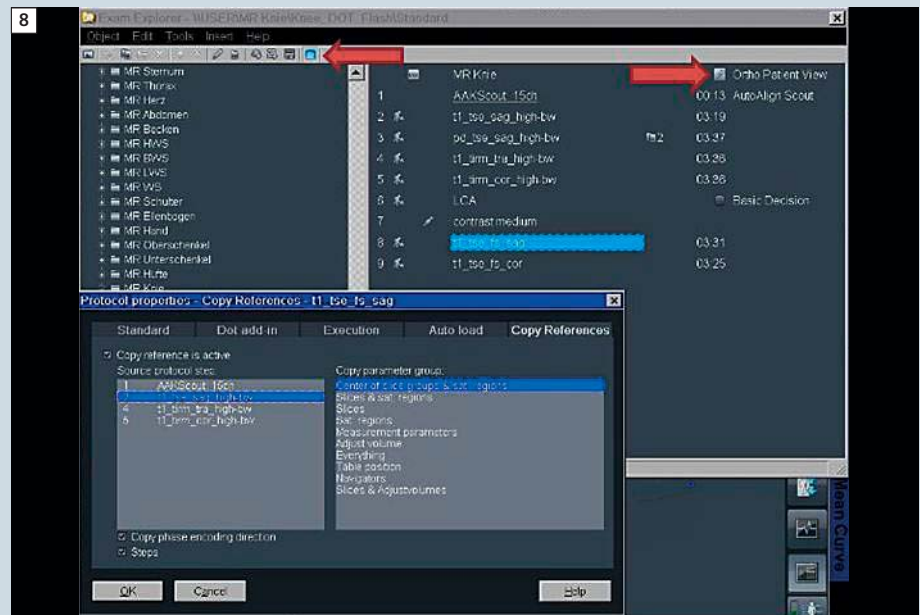 8
Exam Explorer - \\USER\MR Knie\Knee_DOT_Flash\Standard
Object Edit Tools Insert Help
MR Sternum
MR Thorax
MR Herz
MR Abdomen
MR Becken
MR HWS
MR BWS
MR LWS
MR WS
MR Schulter
MR Ellenbogen
MR Hand
MR Oberschenkel
MR Unterschenkel
MR Hüfte
MR Knie
MR Knie Ortho Patient View
1 AAKScout_15ch 00:13 AutoAlign Scout
2 t1_tse_sag_high-bw 03:19
3 pd_tse_sag_high-bw 2 03:37
4 t1_tirm_tra_high-bw 03:36
5 t1_tirm_cor_high-bw 03:36
6 LCA Basic Decision
7 contrast medium
8 t1_tse_fs_sag 03:31
9 t1_tse_fs_cor 03:25
Protocol properties - Copy References - t1_tse_fs_sag
Standard Dot add-in Execution Auto load Copy References
Copy reference is active
Source protocol step:
1 AAKScout_15ch
2 t1_tse_sag_high-bw
4 t1_tirm_tra_high-bw
5 t1_tirm_cor_high-bw
Copy parameter group:
Center of slice groups & sat. regions
Slices & sat. regions
Slices
Sat. regions
Measurement parameters
Adjust volume
Everything
Table position
Navigators
Slices & Adjustvolumes
Copy phase encoding direction
Steps
OK Cancel Help
Mean Curve